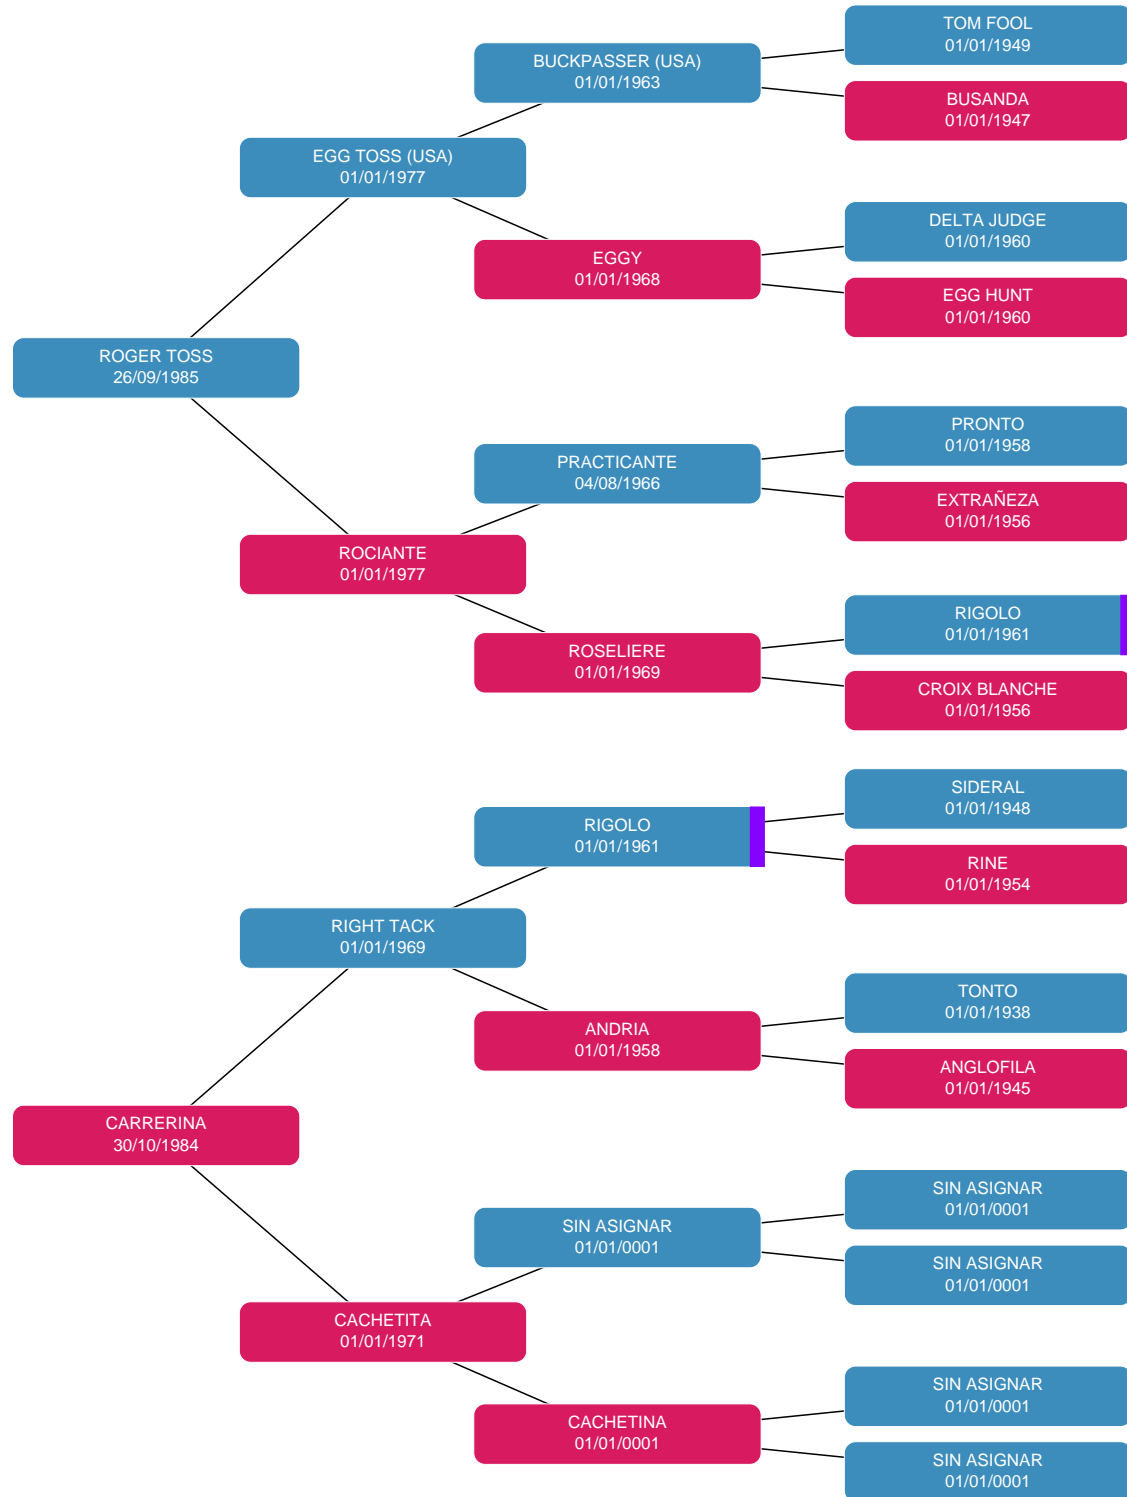 TOM FOOL
01/01/1949
BUCKPASSER (USA)
01/01/1963
BUSANDA
01/01/1947
EGG TOSS (USA)
01/01/1977
DELTA JUDGE
01/01/1960
EGGY
01/01/1968
EGG HUNT
01/01/1960
ROGER TOSS
26/09/1985
PRONTO
01/01/1958
PRACTICANTE
04/08/1966
EXTRAÑEZA
01/01/1956
ROCIANTE
01/01/1977
RIGOLO
01/01/1961
ROSELIERE
01/01/1969
CROIX BLANCHE
01/01/1956
SIDERAL
01/01/1948
RIGOLO
01/01/1961
RINE
01/01/1954
RIGHT TACK
01/01/1969
TONTO
01/01/1938
ANDRIA
01/01/1958
ANGLOFILA
01/01/1945
CARRERINA
30/10/1984
SIN ASIGNAR
01/01/0001
SIN ASIGNAR
01/01/0001
SIN ASIGNAR
01/01/0001
CACHETITA
01/01/1971
SIN ASIGNAR
01/01/0001
CACHETINA
01/01/0001
SIN ASIGNAR
01/01/0001